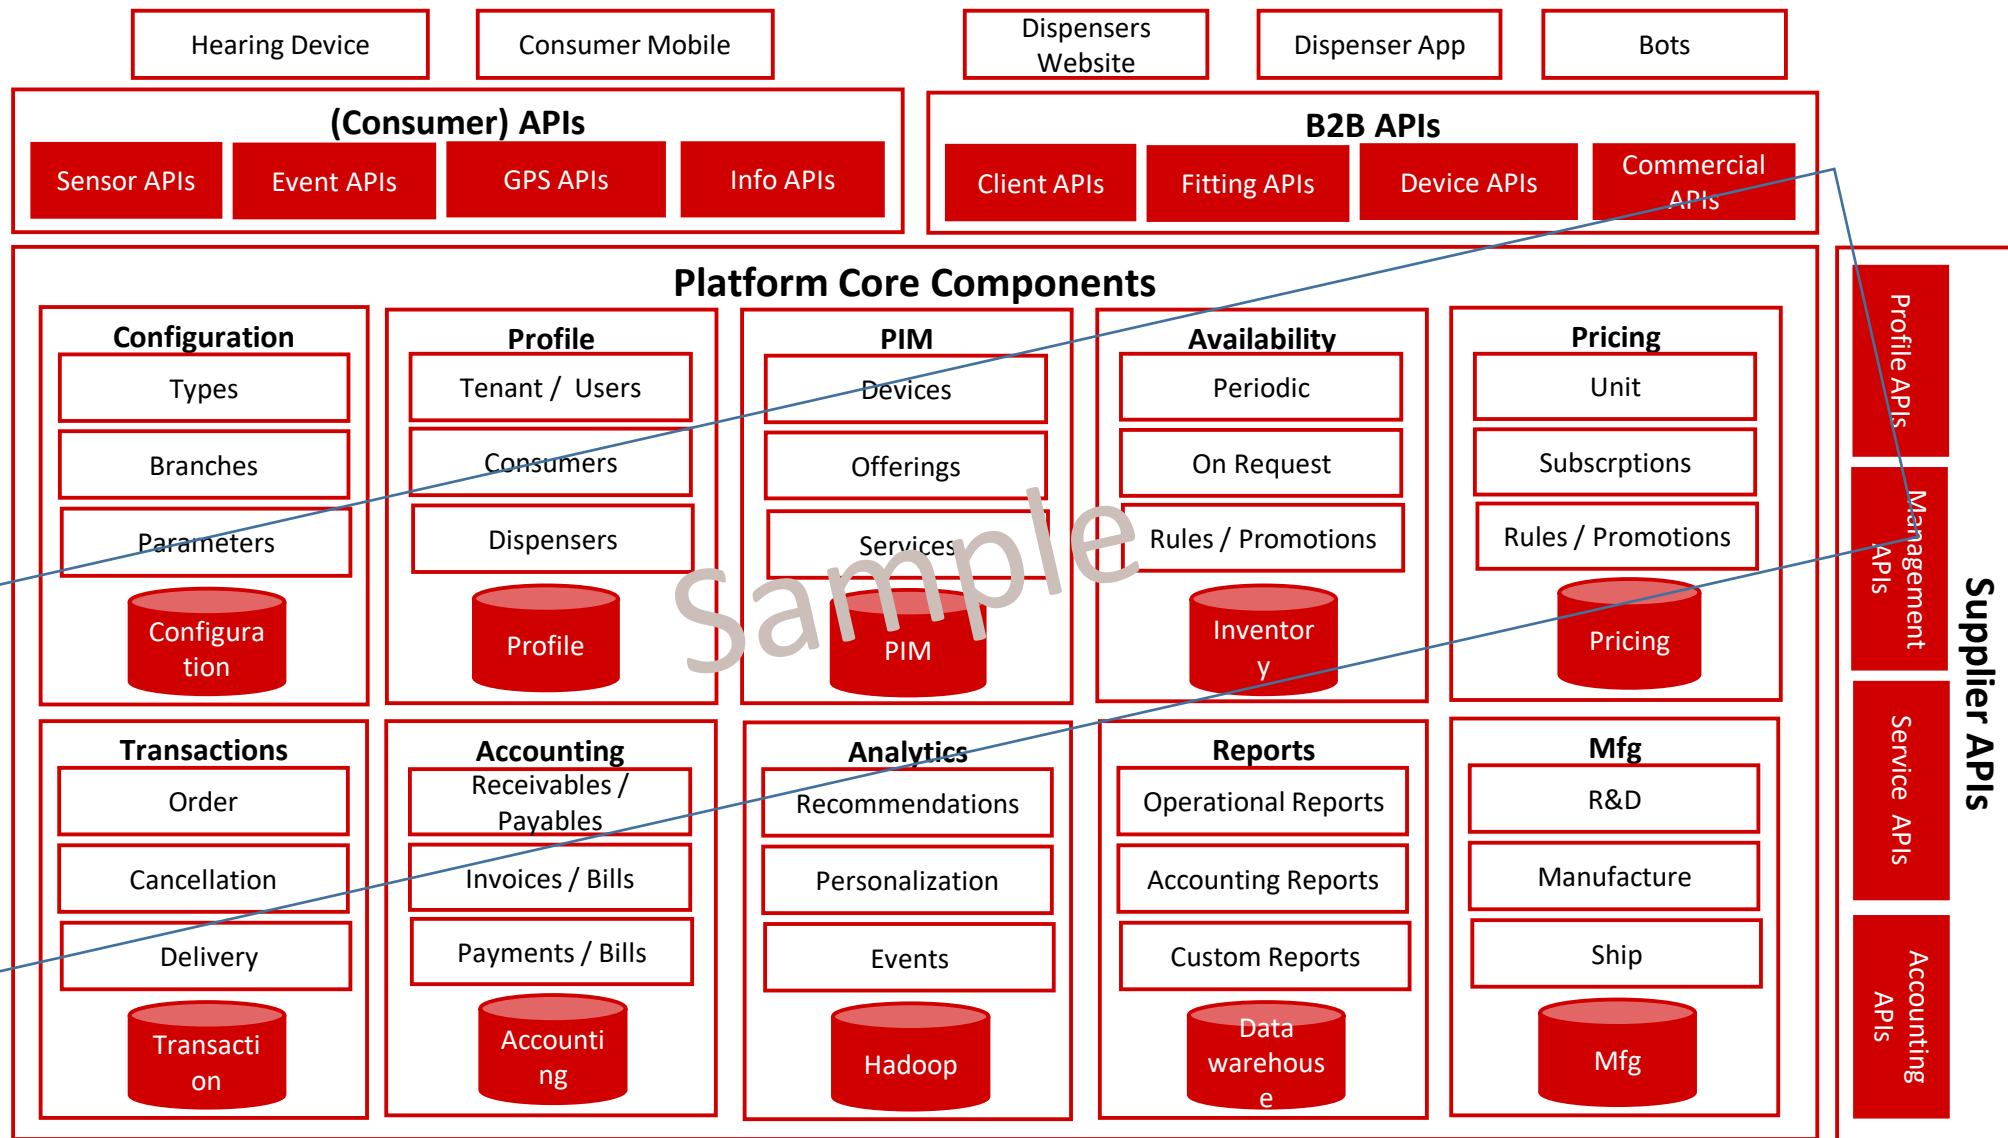 Hearing Device
Consumer Mobile
Dispensers
Website
Dispenser App
Bots
(Consumer) APIs
Sensor APIs
Event APIs
GPS APIs
Info APIs
B2B APIs
Client APIs
Fitting APIs
Device APIs
Commercial
APIs
Platform Core Components
Configuration
Types
Branches
Parameters
Configura
tion
Profile
Tenant / Users
Consumers
Dispensers
Profile
PIM
Devices
Offerings
Services
PIM
Availability
Periodic
On Request
Rules / Promotions
Inventor
y
Pricing
Unit
Subscrptions
Rules / Promotions
Pricing
Sample
Transactions
Order
Cancellation
Delivery
Transacti
on
Accounting
Receivables /
Payables
Invoices / Bills
Payments / Bills
Accounti
ng
Analytics
Recommendations
Personalization
Events
Hadoop
Reports
Operational Reports
Accounting Reports
Custom Reports
Data
warehous
e
Mfg
R&D
Manufacture
Ship
Mfg
Supplier APIs
Profile APIs
Management
APIs
Service APIs
Accounting
APIs